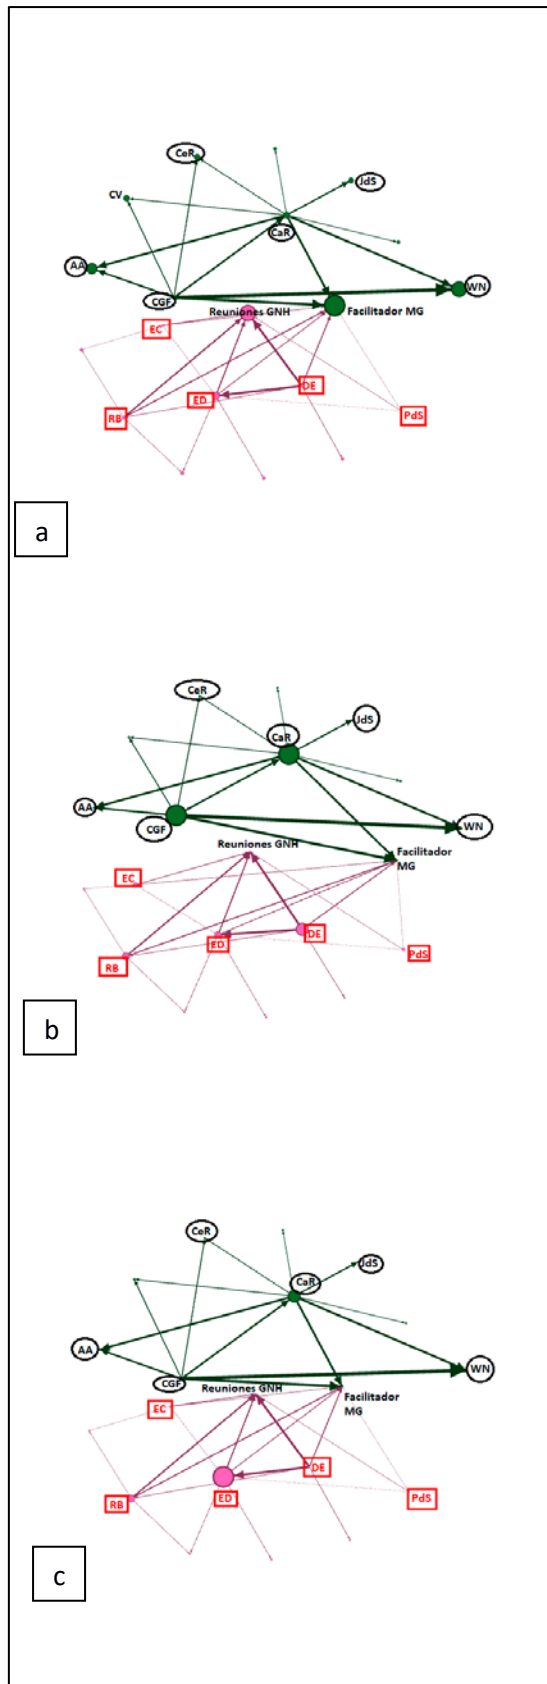 CeR
JdS
CV
CaR
AA
WN
CGF
Reuniones GNH
Facilitador MG
EC
DE
ED
RB
PdS
a
CeR
JdS
CaR
AA
WN
CGF
Reuniones GNH
Facilitador
MG
EC
DE
ED
RB
PdS
b
CeR
JdS
CaR
AA
WN
CGF
Reuniones GNH
Facilitador
MG
EC
DE
ED
PdS
RB
c